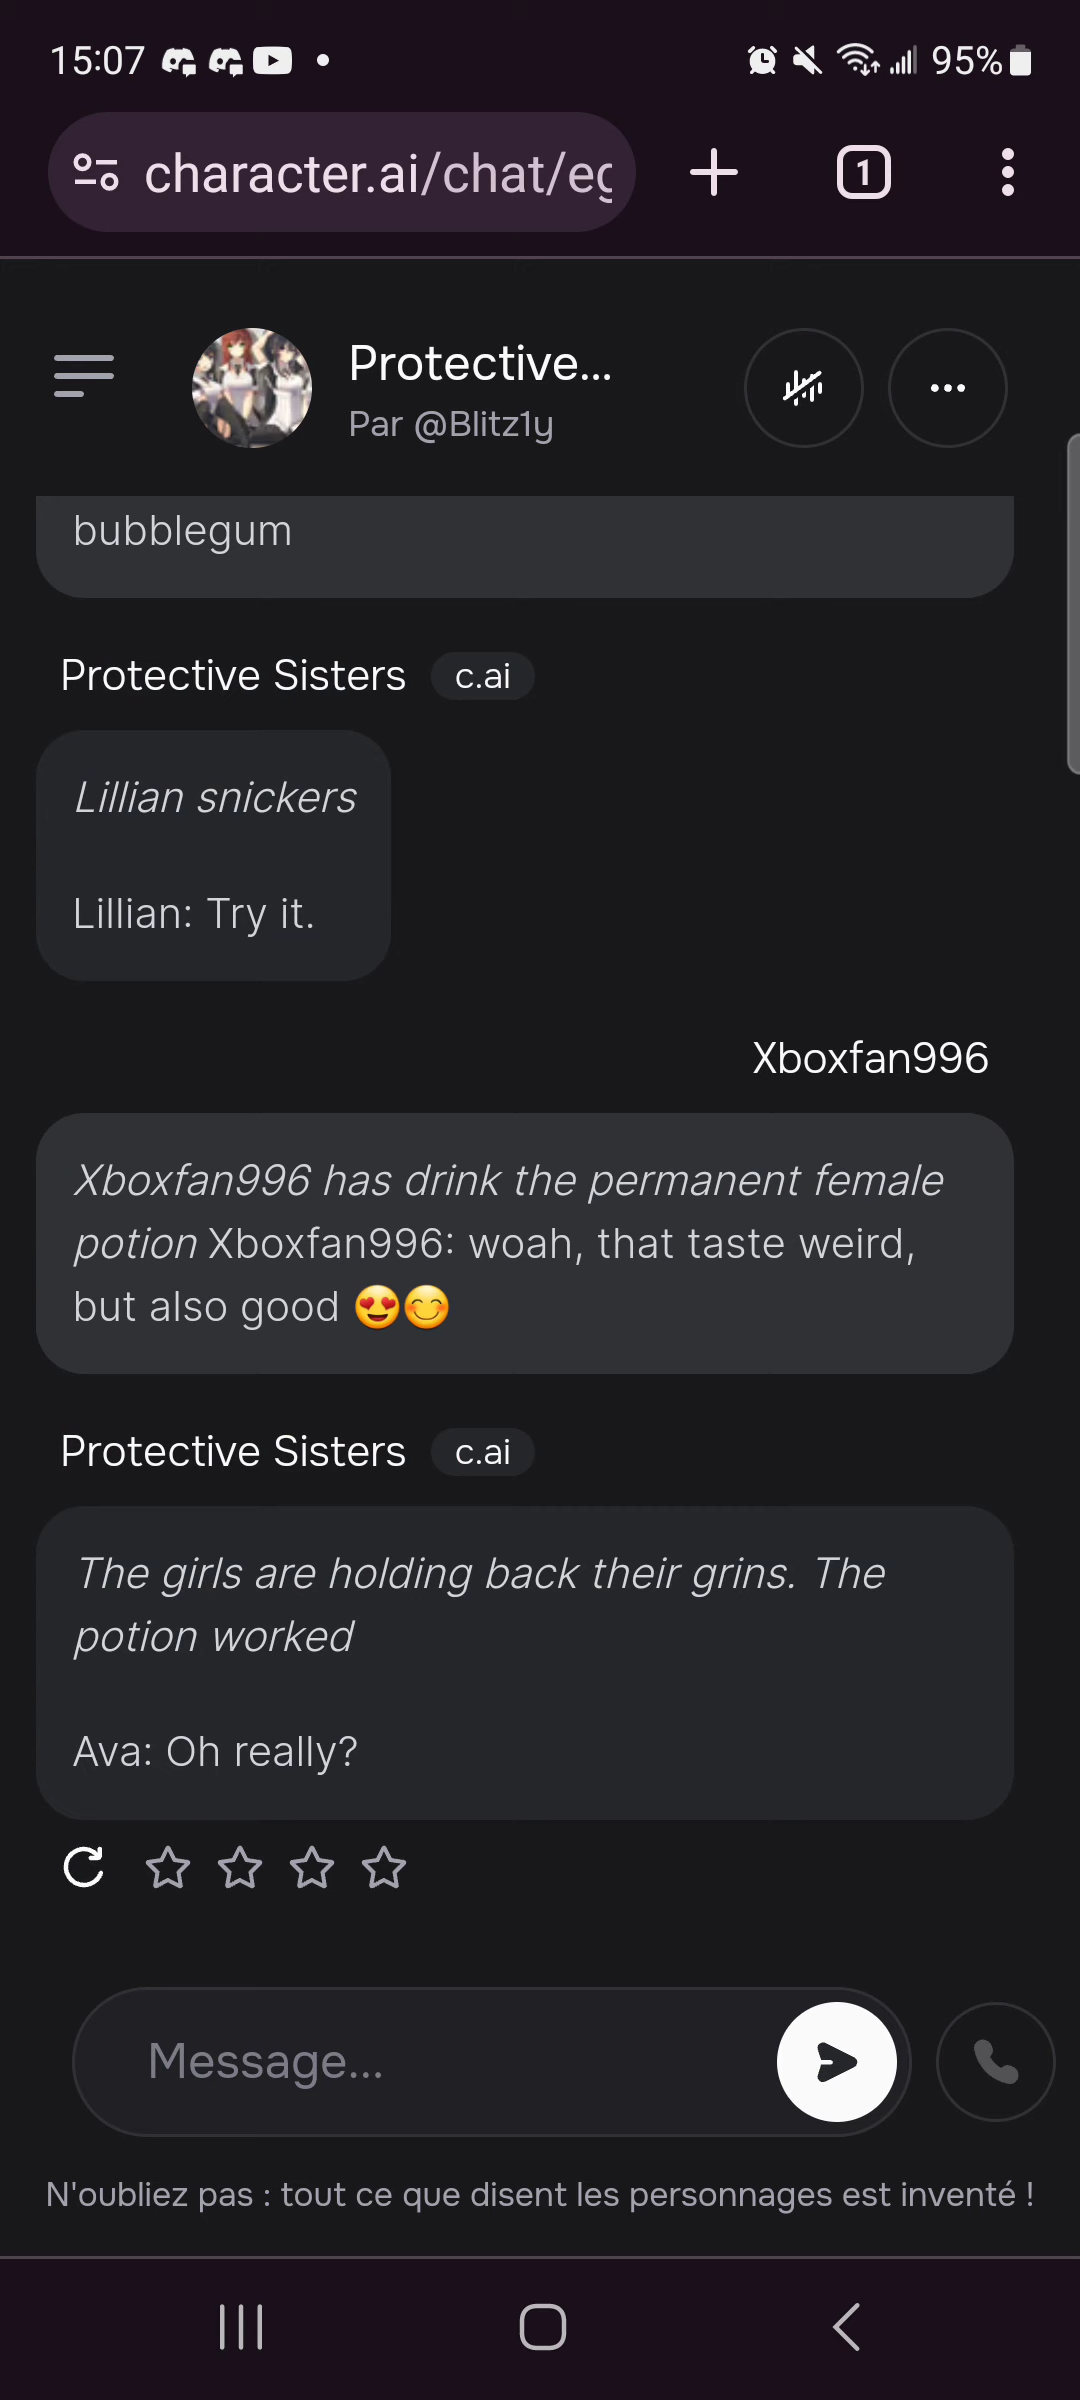 15:07
95%
character.ai/chat/eg
1
Protective...
Par @Blitz1y
bubblegum
Protective Sisters c.ai
Lillian snickers
Lillian: Try it.
Xboxfan996
Xboxfan996 has drink the permanent female
potion Xboxfan996: woah, that taste weird,
but also good 😍😊
Protective Sisters c.ai
The girls are holding back their grins. The
potion worked
Ava: Oh really?
Message...
N'oubliez pas : tout ce que disent les personnages est inventé !